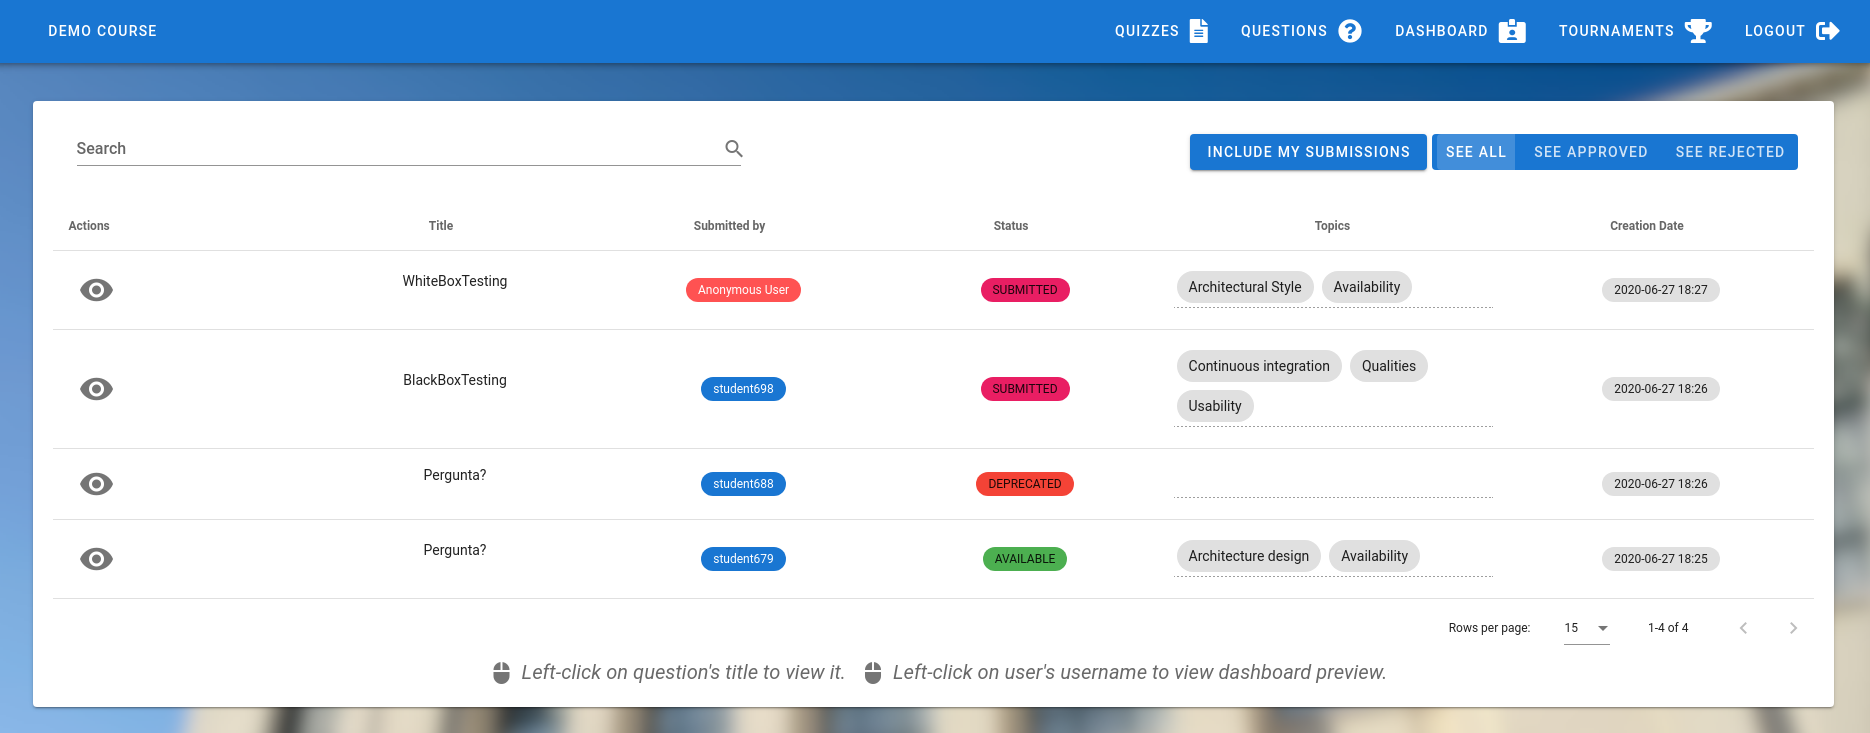 DEMO COURSE QUIZZES QUESTIONS DASHBOARD TOURNAMENTS LOGOUT
Search INCLUDE MY SUBMISSIONS SEE ALL SEE APPROVED SEE REJECTED
Actions Title Submitted by Status Topics Creation Date
WhiteBoxTesting Anonymous User SUBMITTED Architectural Style Availability 2020-06-27 18:27
BlackBoxTesting student698 SUBMITTED Continuous integration Qualities 2020-06-27 18:26
Usability
Pergunta? student688 DEPRECATED 2020-06-27 18:26
Pergunta? student679 AVAILABLE Architecture design Availability 2020-06-27 18:25
Rows per page: 15 1-4 of 4
Left-click on question's title to view it. Left-click on user's username to view dashboard preview.